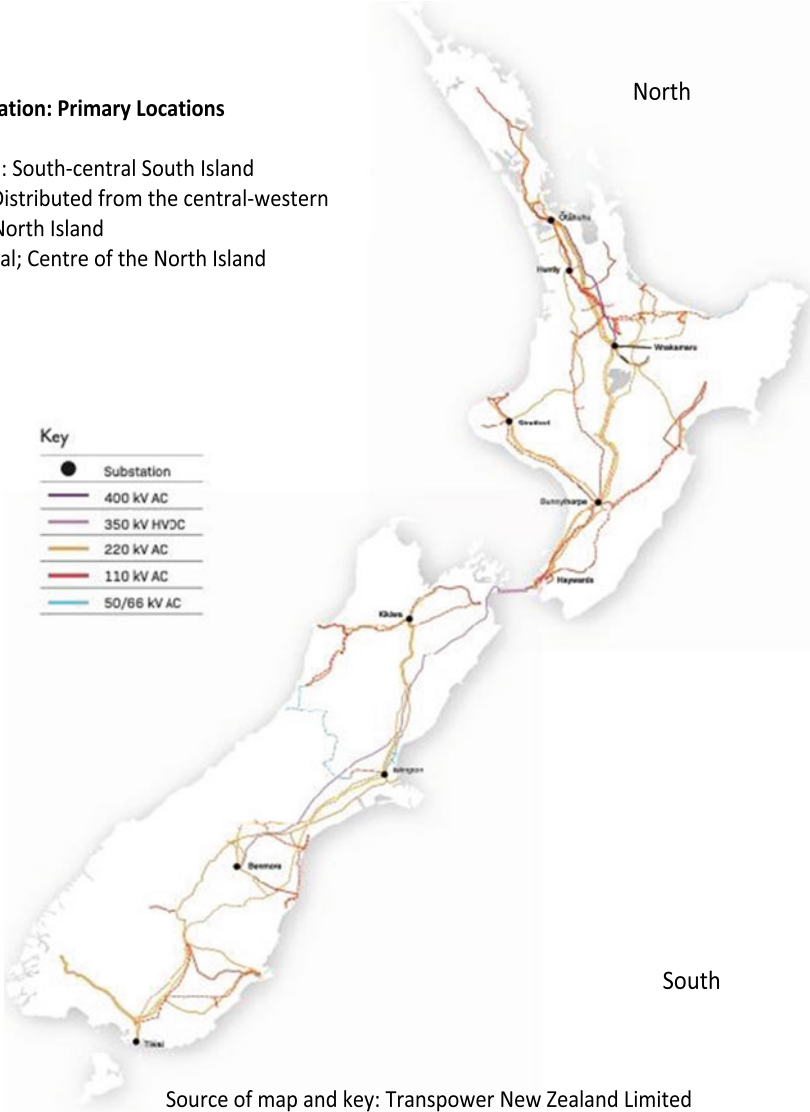 North
ation: Primary Locations
: South-central South Island
Distributed from the central-western
North Island
al; Centre of the North Island
Ōtāhuhu
Huntly
Whakamaru
Stratford
Bunnythorpe
Haywards
Key
Substation
400 kV AC
350 kV HVDC
220 kV AC
110 kV AC
50/66 kV AC
Kikiwa
Islington
Benmore
South
Tiwai
Source of map and key: Transpower New Zealand Limited